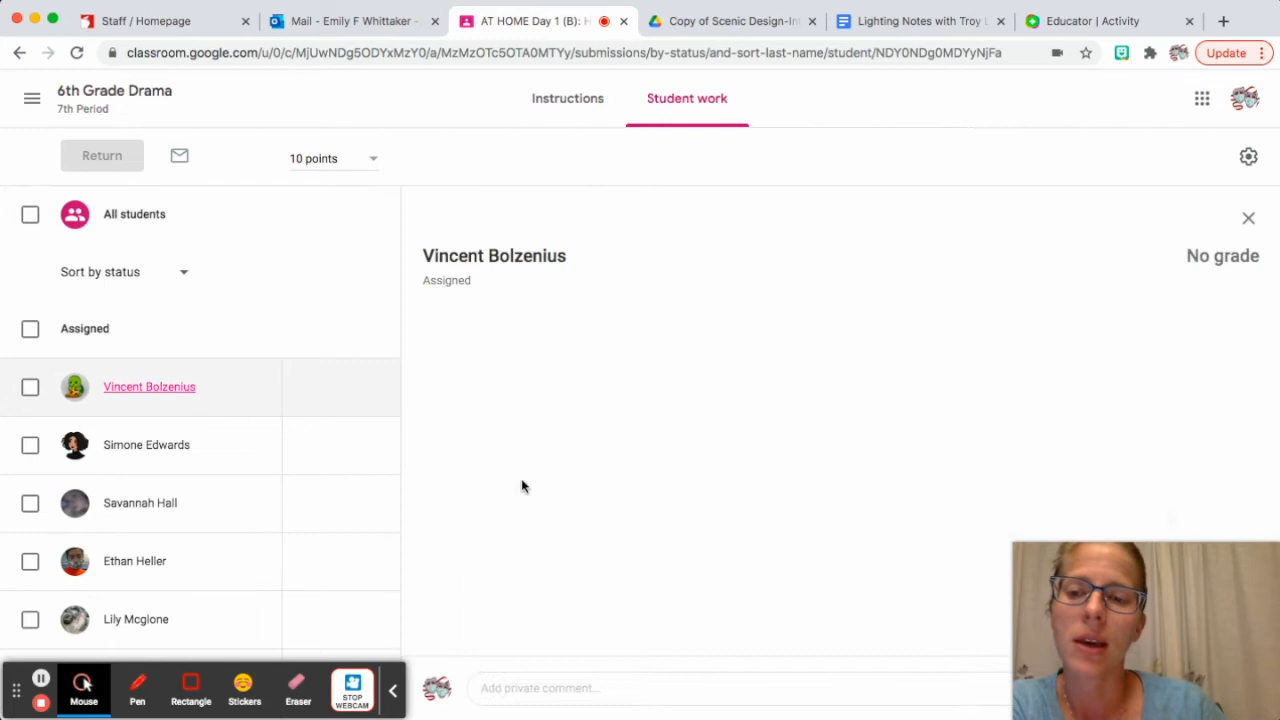 Staff / Homepage
Mail - Emily F Whittaker -
AT HOME Day 1 (B): H
Copy of Scenic Design-In
Lighting Notes with Troy L
Educator | Activity
classroom.google.com/u/0/c/MjUwNDg5ODYxMzY0/a/MzMzOTc5OTA0MTYy/submissions/by-status/and-sort-last-name/student/NDY0NDg0MDYyNjFa
Update
6th Grade Drama
7th Period
Instructions
Student work
Return
10 points
All students
Sort by status
Assigned
Vincent Bolzenius
Simone Edwards
Savannah Hall
Ethan Heller
Lily Mcglone
Vincent Bolzenius
No grade
Assigned
Add private comment...
Mouse
Pen
Rectangle
Stickers
Eraser
STOP
WEBCAM